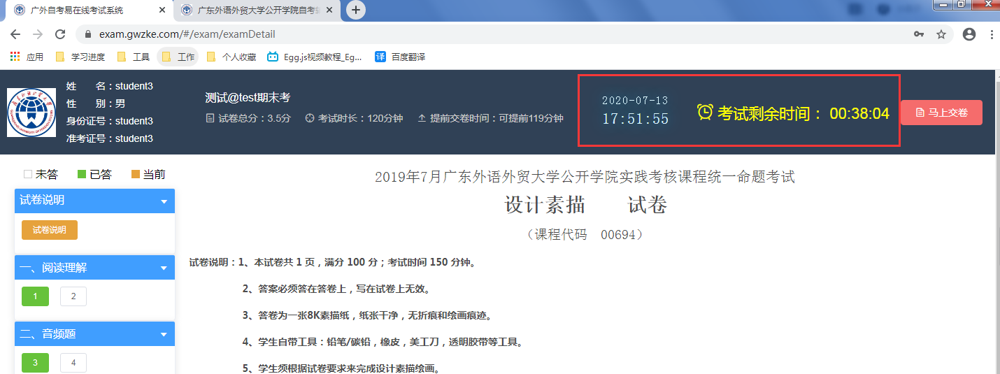 广外自考易在线考试系统
广东外语外贸大学公开学院自考
exam.gwzke.com/#/exam/examDetail
应用 学习进度 工具 工作 个人收藏 Egg.js视频教程_Eg... 译 百度翻译
姓 名：student3
性 别：男
身份证号：student3
准考证号：student3
测试@test期末考
试卷总分：3.5分 考试时长：120分钟 提前交卷时间：可提前119分钟
2020-07-13
17:51:55
考试剩余时间： 00:38:04
马上交卷
未答 已答 当前
试卷说明
试卷说明
一、阅读理解
1 2
二、音频题
3 4
2019年7月广东外语外贸大学公开学院实践考核课程统一命题考试
设计素描 试卷
（课程代码 00694）
试卷说明：1、本试卷共 1 页，满分 100 分；考试时间 150 分钟。
2、答案必须答在答卷上，写在试卷上无效。
3、答卷为一张8K素描纸，纸张干净，无折痕和绘画痕迹。
4、学生自带工具：铅笔/碳铅，橡皮，美工刀，透明胶带等工具。
5、学生须根据试卷要求来完成设计素描绘画。